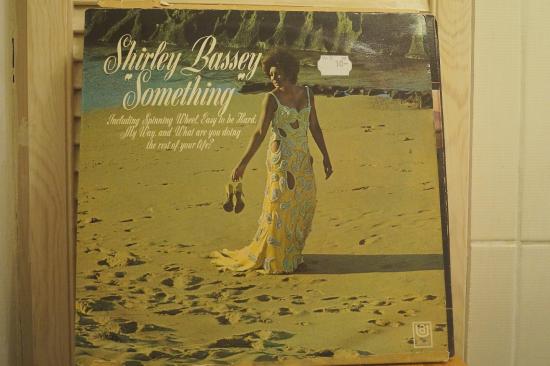 Shirley Bassey
"Something"
Including Spinning Wheel, Easy to be Hard,
My Way, and What are you doing
the rest of your life?
10.-